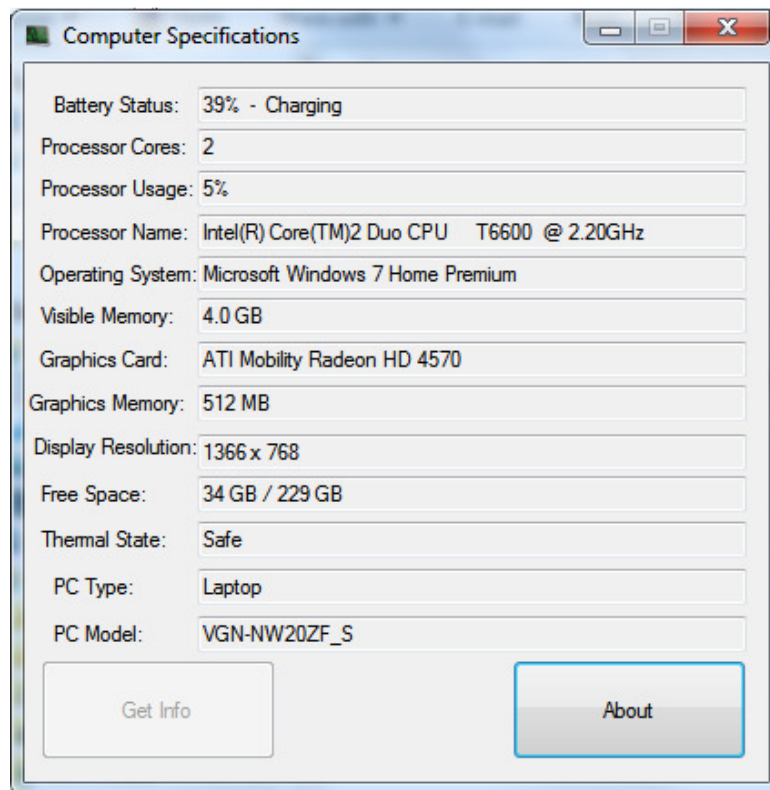 Computer Specifications
Battery Status: 39% - Charging
Processor Cores: 2
Processor Usage: 5%
Processor Name: Intel(R) Core(TM)2 Duo CPU T6600 @ 2.20GHz
Operating System: Microsoft Windows 7 Home Premium
Visible Memory: 4.0 GB
Graphics Card: ATI Mobility Radeon HD 4570
Graphics Memory: 512 MB
Display Resolution: 1366 x 768
Free Space: 34 GB / 229 GB
Thermal State: Safe
PC Type: Laptop
PC Model: VGN-NW20ZF_S
Get Info About